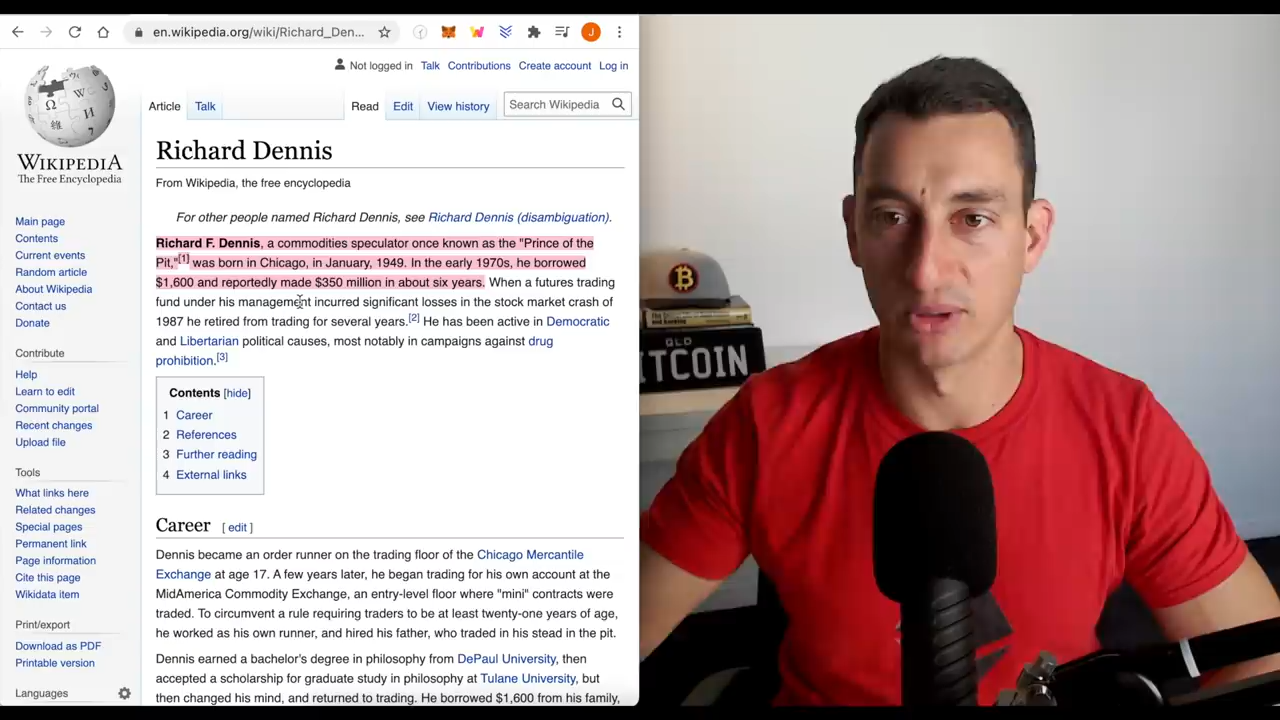 en.wikipedia.org/wiki/Richard_Den...
J
Not logged in Talk Contributions Create account Log in
Article Talk Read Edit View history Search Wikipedia
WIKIPEDIA
The Free Encyclopedia
Main page
Contents
Current events
Random article
About Wikipedia
Contact us
Donate
Contribute
Help
Learn to edit
Community portal
Recent changes
Upload file
Tools
What links here
Related changes
Special pages
Permanent link
Page information
Cite this page
Wikidata item
Print/export
Download as PDF
Printable version
Languages
Richard Dennis
From Wikipedia, the free encyclopedia
For other people named Richard Dennis, see Richard Dennis (disambiguation).
Richard F. Dennis, a commodities speculator once known as the "Prince of the
Pit,"[1] was born in Chicago, in January, 1949. In the early 1970s, he borrowed
$1,600 and reportedly made $350 million in about six years. When a futures trading
fund under his management incurred significant losses in the stock market crash of
1987 he retired from trading for several years.[2] He has been active in Democratic
and Libertarian political causes, most notably in campaigns against drug
prohibition.[3]
Contents [hide]
1 Career
2 References
3 Further reading
4 External links
Career [ edit ]
Dennis became an order runner on the trading floor of the Chicago Mercantile
Exchange at age 17. A few years later, he began trading for his own account at the
MidAmerica Commodity Exchange, an entry-level floor where "mini" contracts were
traded. To circumvent a rule requiring traders to be at least twenty-one years of age,
he worked as his own runner, and hired his father, who traded in his stead in the pit.
Dennis earned a bachelor's degree in philosophy from DePaul University, then
accepted a scholarship for graduate study in philosophy at Tulane University, but
then changed his mind, and returned to trading. He borrowed $1,600 from his family,
QLD
ITCOIN